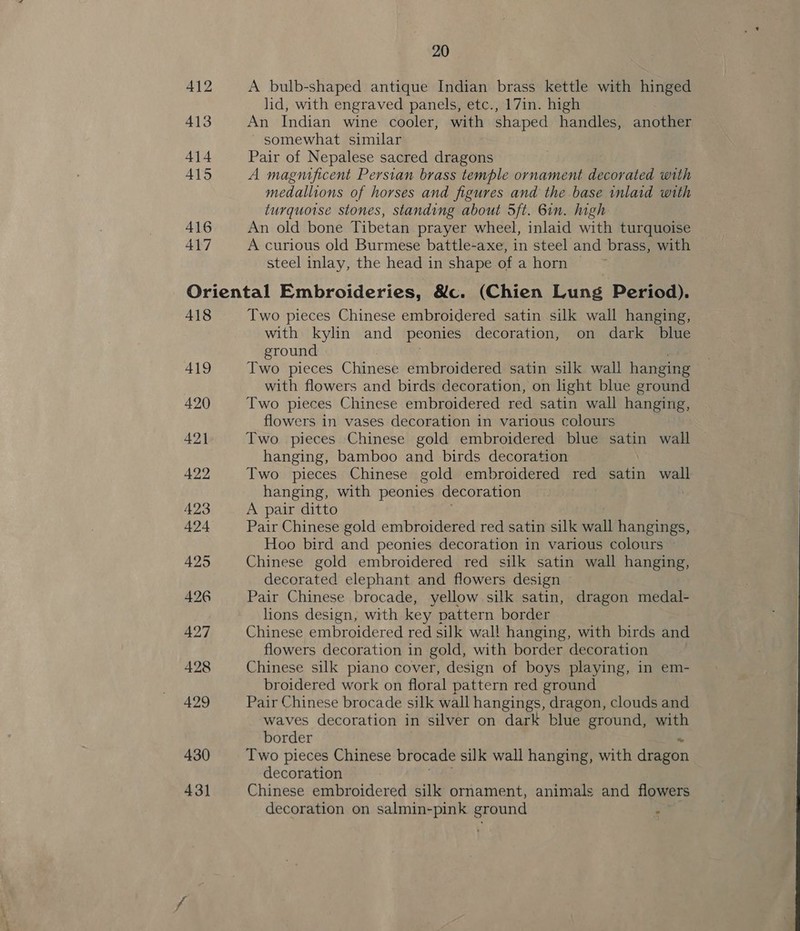 20
412 A bulb-shaped antique Indian brass kettle with hinged
lid, with engraved panels, etc., 17in. high
413 An Indian wine cooler, with shaped handles, another
somewhat similar
414 Pair of Nepalese sacred dragons
415 A magnificent Persian brass temple ornament decorated with
medallions of horses and figures and the base inlaid with
turquoise stones, standing about 5ft. 6in. high
416 An old bone Tibetan prayer wheel, inlaid with turquoise
417 A curious old Burmese battle-axe, in steel and brass, with
steel inlay, the head in shape of a horn
Oriental Embroideries, &c. (Chien Lung Period).
418 Two pieces Chinese embroidered satin silk wall hanging,
with kylin and peonies decoration, on dark blue
ground
419 Two pieces Chinese embroidered satin silk wall hanging
with flowers and birds decoration, on light blue ground
420 Two pieces Chinese embroidered red satin wall hanging,
flowers in vases decoration in various colours
421 Two pieces Chinese gold embroidered blue satin wall
hanging, bamboo and birds decoration
422 Two pieces Chinese gold embroidered red satin wall
hanging, with peonies decoration
423 A pair ditto
424 Pair Chinese gold embroidered red satin silk wall hangings,
Hoo bird and peonies decoration in various colours
425 Chinese gold embroidered red silk satin wall hanging,
decorated elephant and flowers design
426 Pair Chinese brocade, yellow silk satin, dragon medal-
lions design, with key pattern border
427 Chinese embroidered red silk wall hanging, with birds and
flowers decoration in gold, with border decoration
428 Chinese silk piano cover, design of boys playing, in em-
broidered work on floral pattern red ground
429 Pair Chinese brocade silk wall hangings, dragon, clouds and
waves decoration in silver on dark blue ground, with
border
430 Two pieces Chinese brocade silk wall hanging, with dragon
decoration
431 Chinese embroidered silk ornament, animals and flowers
decoration on salmin-pink ground